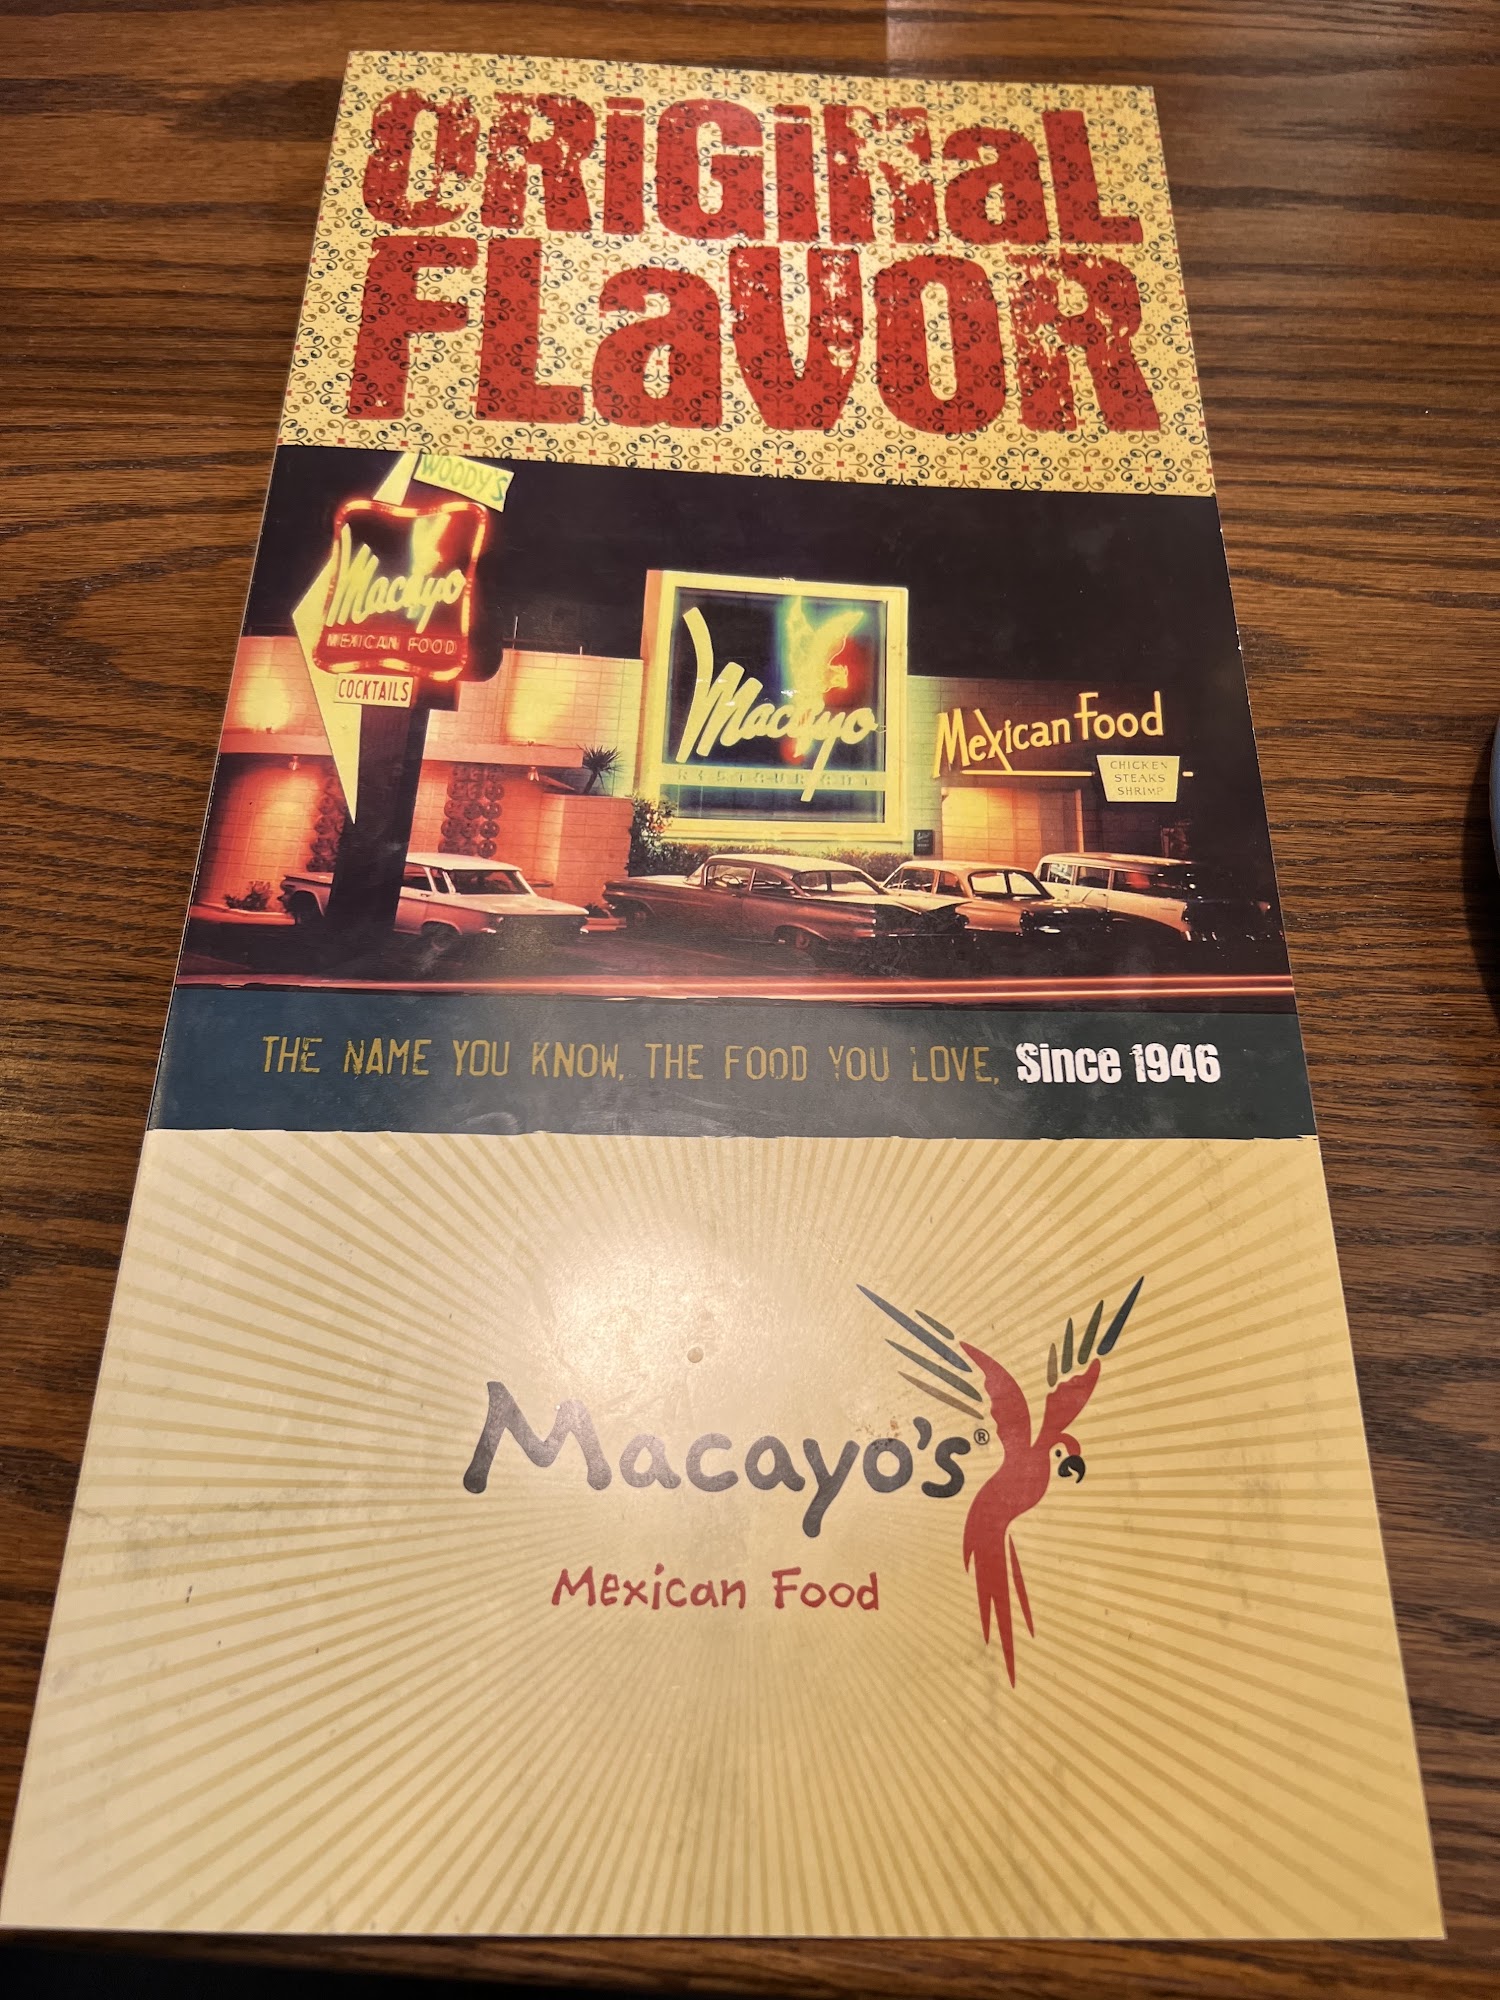 ORiGiNaL
FLaVOR
WOODY'S
Macayo
MEXICAN FOOD
COCKTAILS
Macayo
RESTAURANT
Mexican Food
CHICKEN
STEAKS
SHRIMP
THE NAME YOU KNOW, THE FOOD YOU LOVE, Since 1946
Macayo's®
Mexican Food